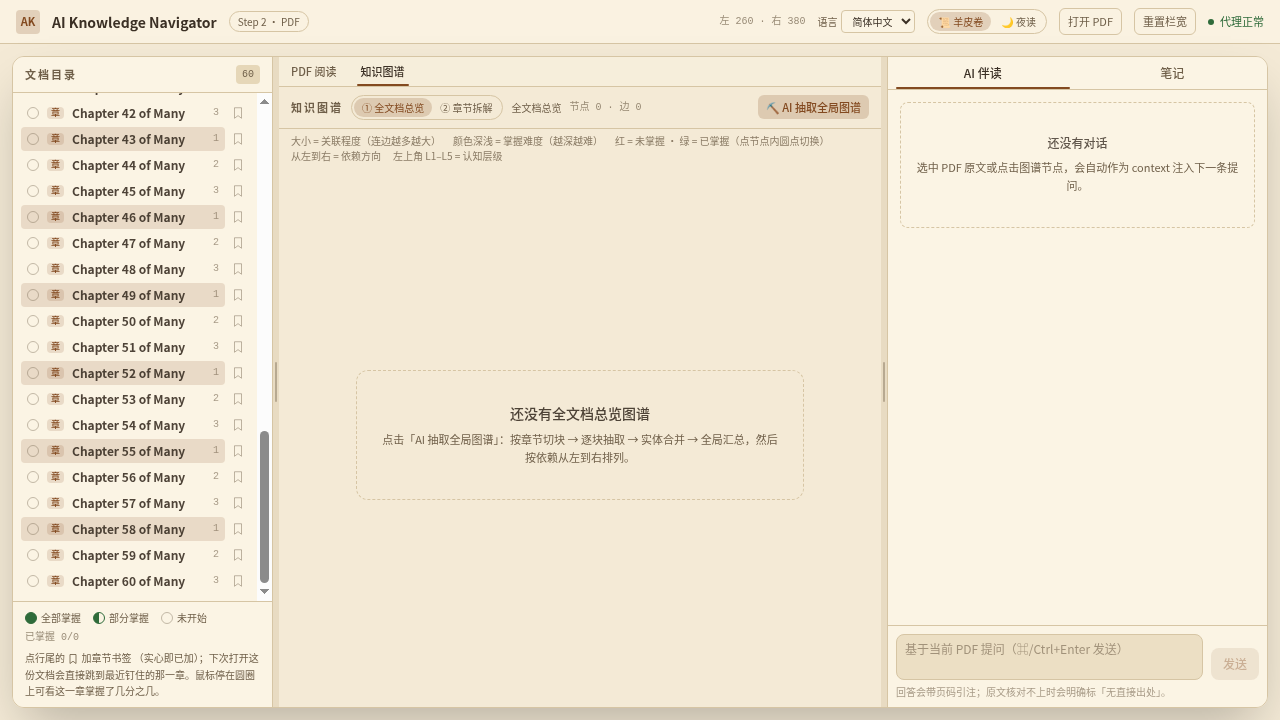 AK AI Knowledge Navigator Step 2 · PDF 左 260 · 右 380 语言 简体中文 📜 羊皮卷 🌙 夜读 打开 PDF 重置栏宽 代理正常
文档目录 60
章 Chapter 42 of Many 3
章 Chapter 43 of Many 1
章 Chapter 44 of Many 2
章 Chapter 45 of Many 3
章 Chapter 46 of Many 1
章 Chapter 47 of Many 2
章 Chapter 48 of Many 3
章 Chapter 49 of Many 1
章 Chapter 50 of Many 2
章 Chapter 51 of Many 3
章 Chapter 52 of Many 1
章 Chapter 53 of Many 2
章 Chapter 54 of Many 3
章 Chapter 55 of Many 1
章 Chapter 56 of Many 2
章 Chapter 57 of Many 3
章 Chapter 58 of Many 1
章 Chapter 59 of Many 2
章 Chapter 60 of Many 3
全部掌握 部分掌握 未开始
已掌握 0/0
点行尾的 加章节书签 (实心即已加)；下次打开这
份文档会直接跳到最近钉住的那一章。鼠标停在圆圈
上可看这一章掌握了几分之几。
PDF 阅读 知识图谱
知识图谱 ① 全文档总览 ② 章节拆解 全文档总览 节点 0 · 边 0 ⛏️ AI 抽取全局图谱
大小 = 关联程度（连边越多越大） 颜色深浅 = 掌握难度（越深越难） 红 = 未掌握 · 绿 = 已掌握（点节点内圆点切换）
从左到右 = 依赖方向 左上角 L1–L5 = 认知层级
还没有全文档总览图谱
点击「AI 抽取全局图谱」：按章节切块 → 逐块抽取 → 实体合并 → 全局汇总，然后
按依赖从左到右排列。
AI 伴读 笔记
还没有对话
选中 PDF 原文或点击图谱节点，会自动作为 context 注入下一条提
问。
基于当前 PDF 提问（⌘/Ctrl+Enter 发送）
发送
回答会带页码引注；原文核对不上时会明确标「无直接出处」。